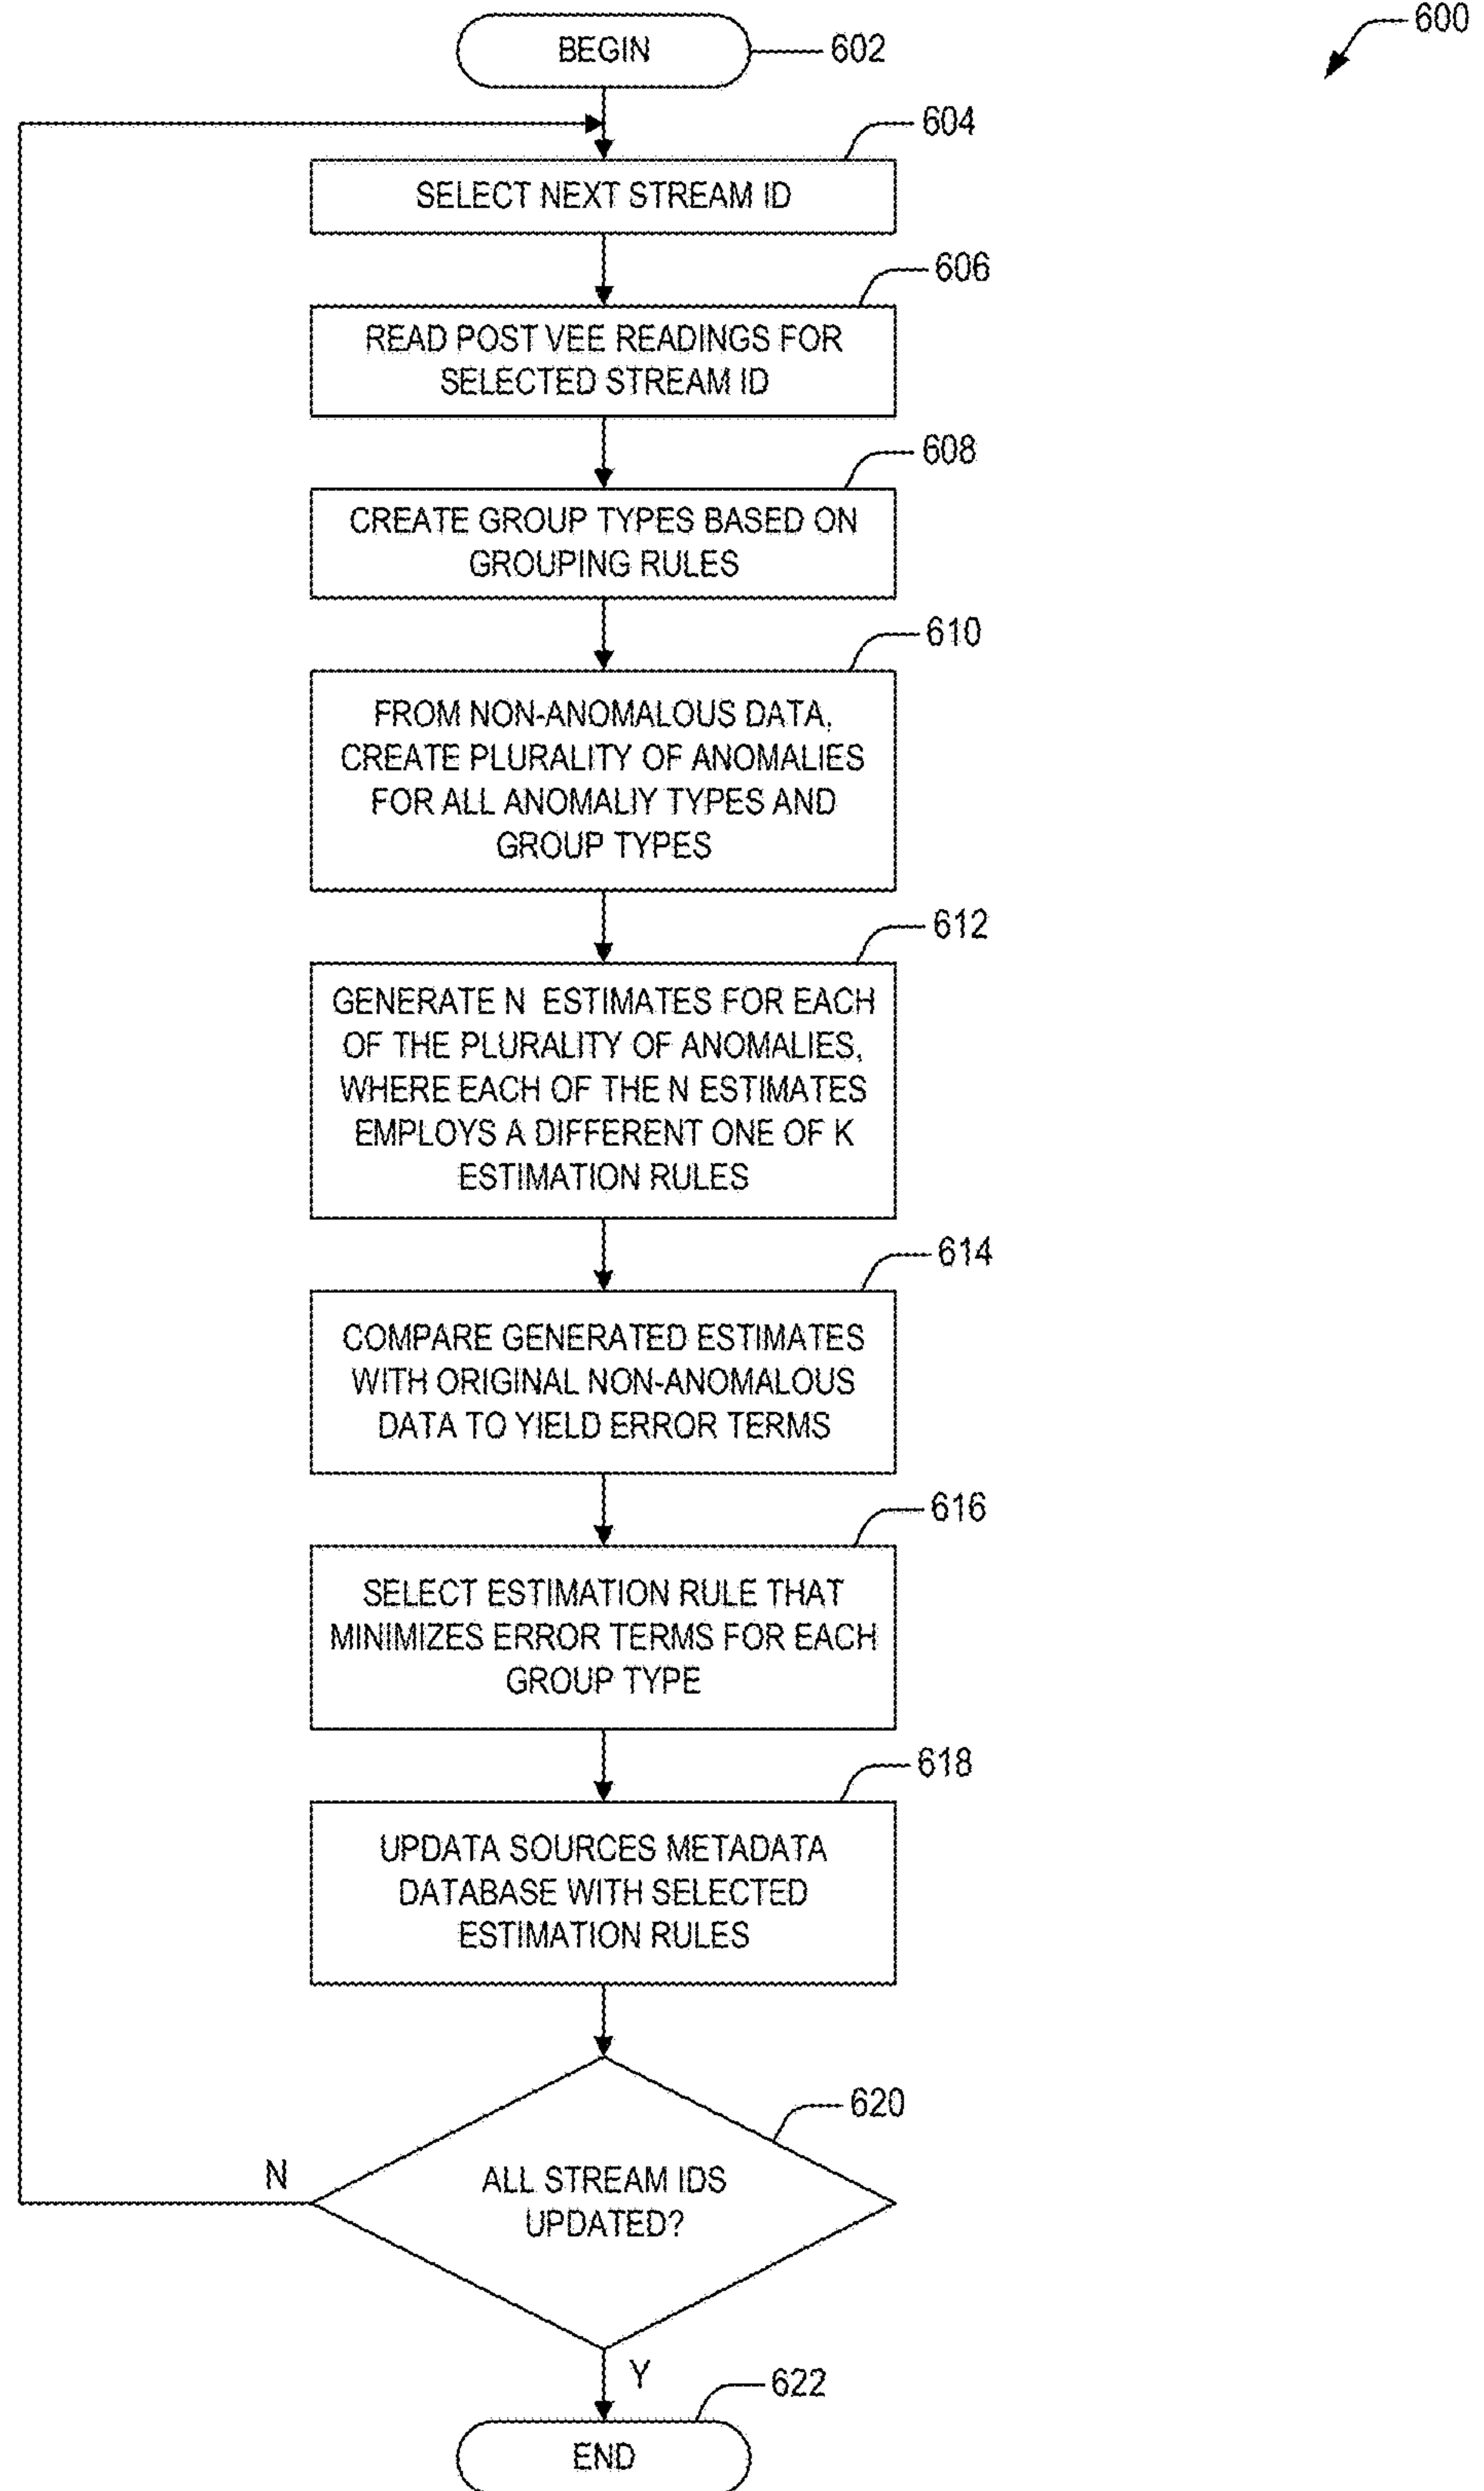 600
BEGIN
602
604
SELECT NEXT STREAM ID
606
READ POST VEE READINGS FOR
SELECTED STREAM ID
608
CREATE GROUP TYPES BASED ON
GROUPING RULES
610
FROM NON-ANOMALOUS DATA,
CREATE PLURALITY OF ANOMALIES
FOR ALL ANOMALIY TYPES AND
GROUP TYPES
612
GENERATE N ESTIMATES FOR EACH
OF THE PLURALITY OF ANOMALIES,
WHERE EACH OF THE N ESTIMATES
EMPLOYS A DIFFERENT ONE OF K
ESTIMATION RULES
614
COMPARE GENERATED ESTIMATES
WITH ORIGINAL NON-ANOMALOUS
DATA TO YIELD ERROR TERMS
616
SELECT ESTIMATION RULE THAT
MINIMIZES ERROR TERMS FOR EACH
GROUP TYPE
618
UPDATA SOURCES METADATA
DATABASE WITH SELECTED
ESTIMATION RULES
620
N
ALL STREAM IDS
UPDATED?
Y
622
END